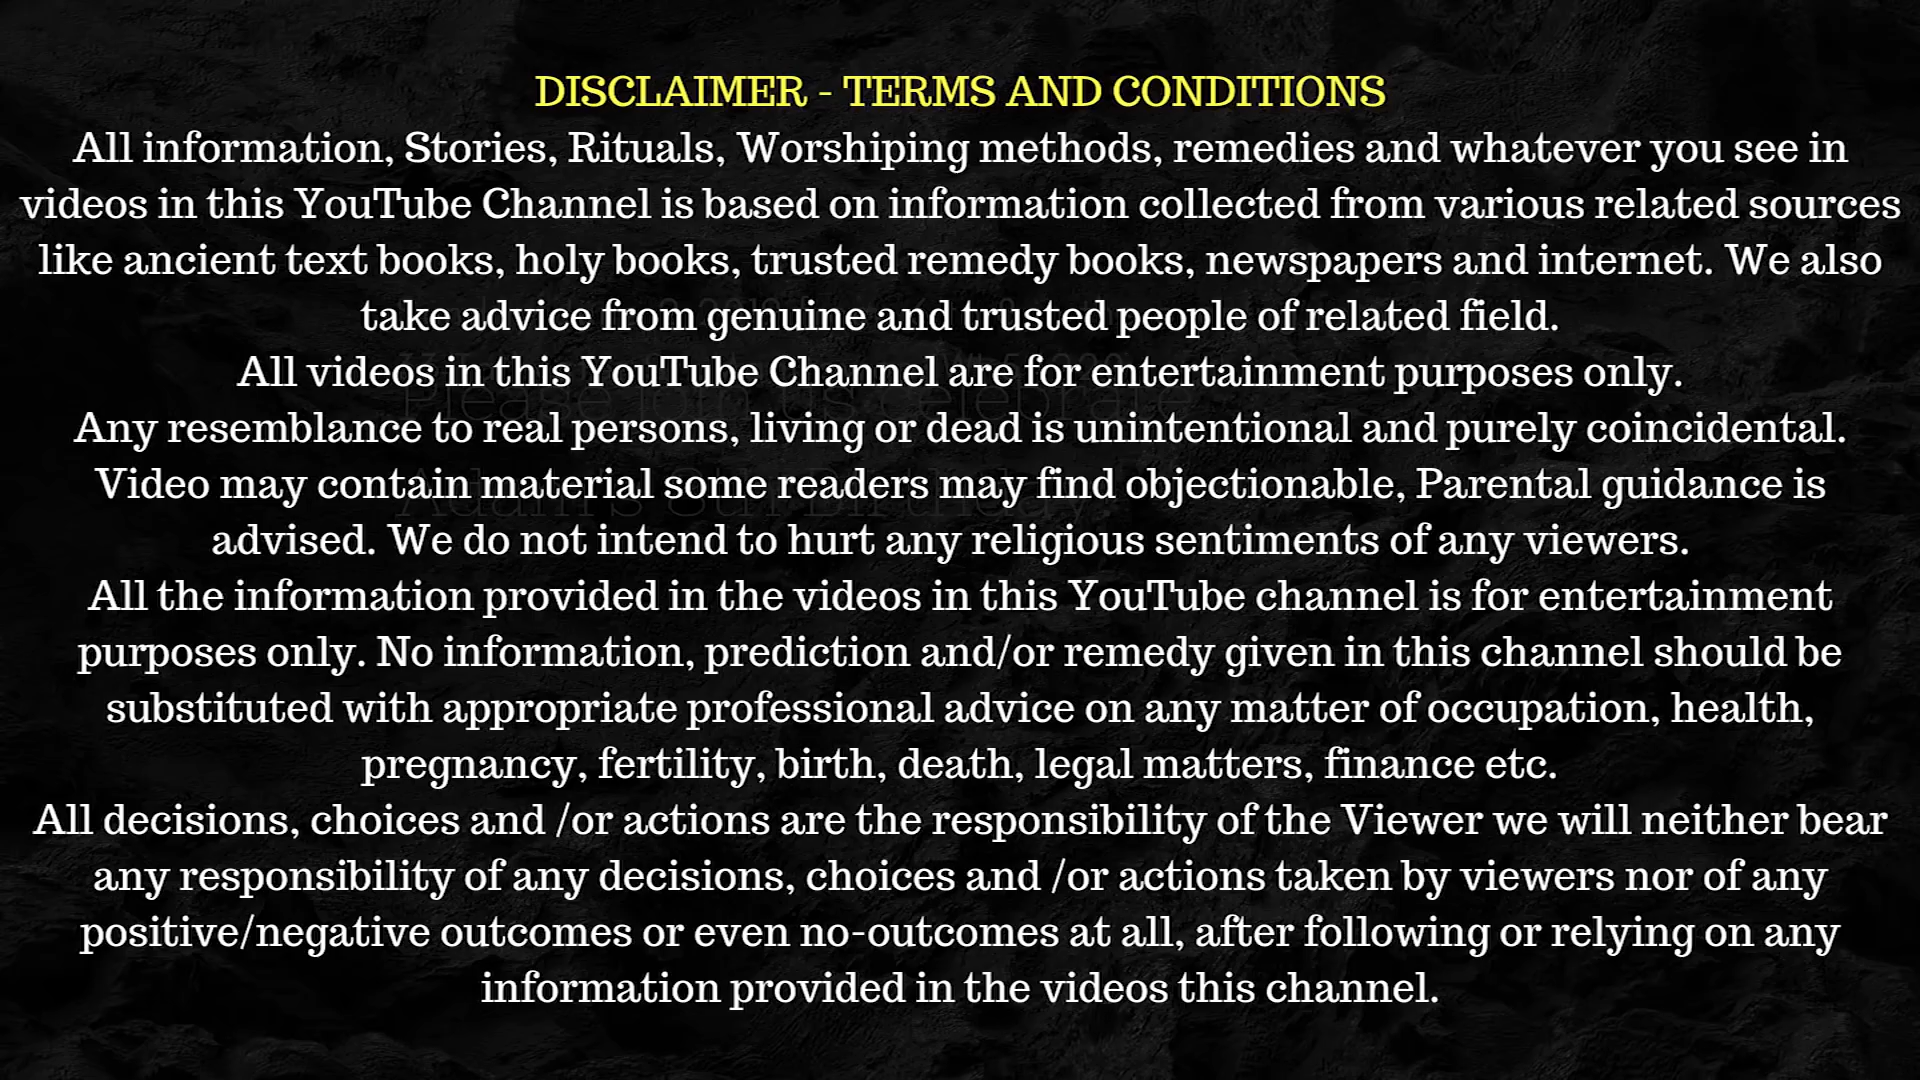 DISCLAIMER - TERMS AND CONDITIONS
All information, Stories, Rituals, Worshiping methods, remedies and whatever you see in
videos in this YouTube Channel is based on information collected from various related sources
like ancient text books, holy books, trusted remedy books, newspapers and internet. We also
take advice from genuine and trusted people of related field.
All videos in this YouTube Channel are for entertainment purposes only.
Please join us celebrate
Any resemblance to real persons, living or dead is unintentional and purely coincidental.
Video may contain material some readers may find objectionable, Parental guidance is
Adam's 8th Birthday
advised. We do not intend to hurt any religious sentiments of any viewers.
All the information provided in the videos in this YouTube channel is for entertainment
purposes only. No information, prediction and/or remedy given in this channel should be
substituted with appropriate professional advice on any matter of occupation, health,
pregnancy, fertility, birth, death, legal matters, finance etc.
All decisions, choices and /or actions are the responsibility of the Viewer we will neither bear
any responsibility of any decisions, choices and /or actions taken by viewers nor of any
positive/negative outcomes or even no-outcomes at all, after following or relying on any
information provided in the videos this channel.